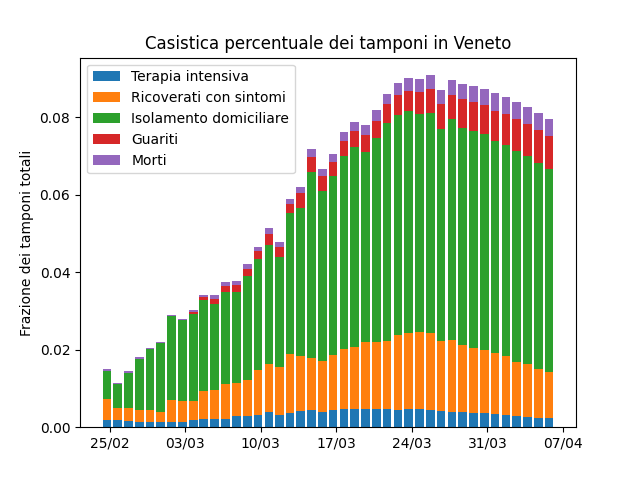 Casistica percentuale dei tamponi in Veneto
Terapia intensiva
Ricoverati con sintomi
Isolamento domiciliare
Guariti
Morti
Frazione dei tamponi totali
0.08
0.06
0.04
0.02
0.00
25/02 03/03 10/03 17/03 24/03 31/03 07/04